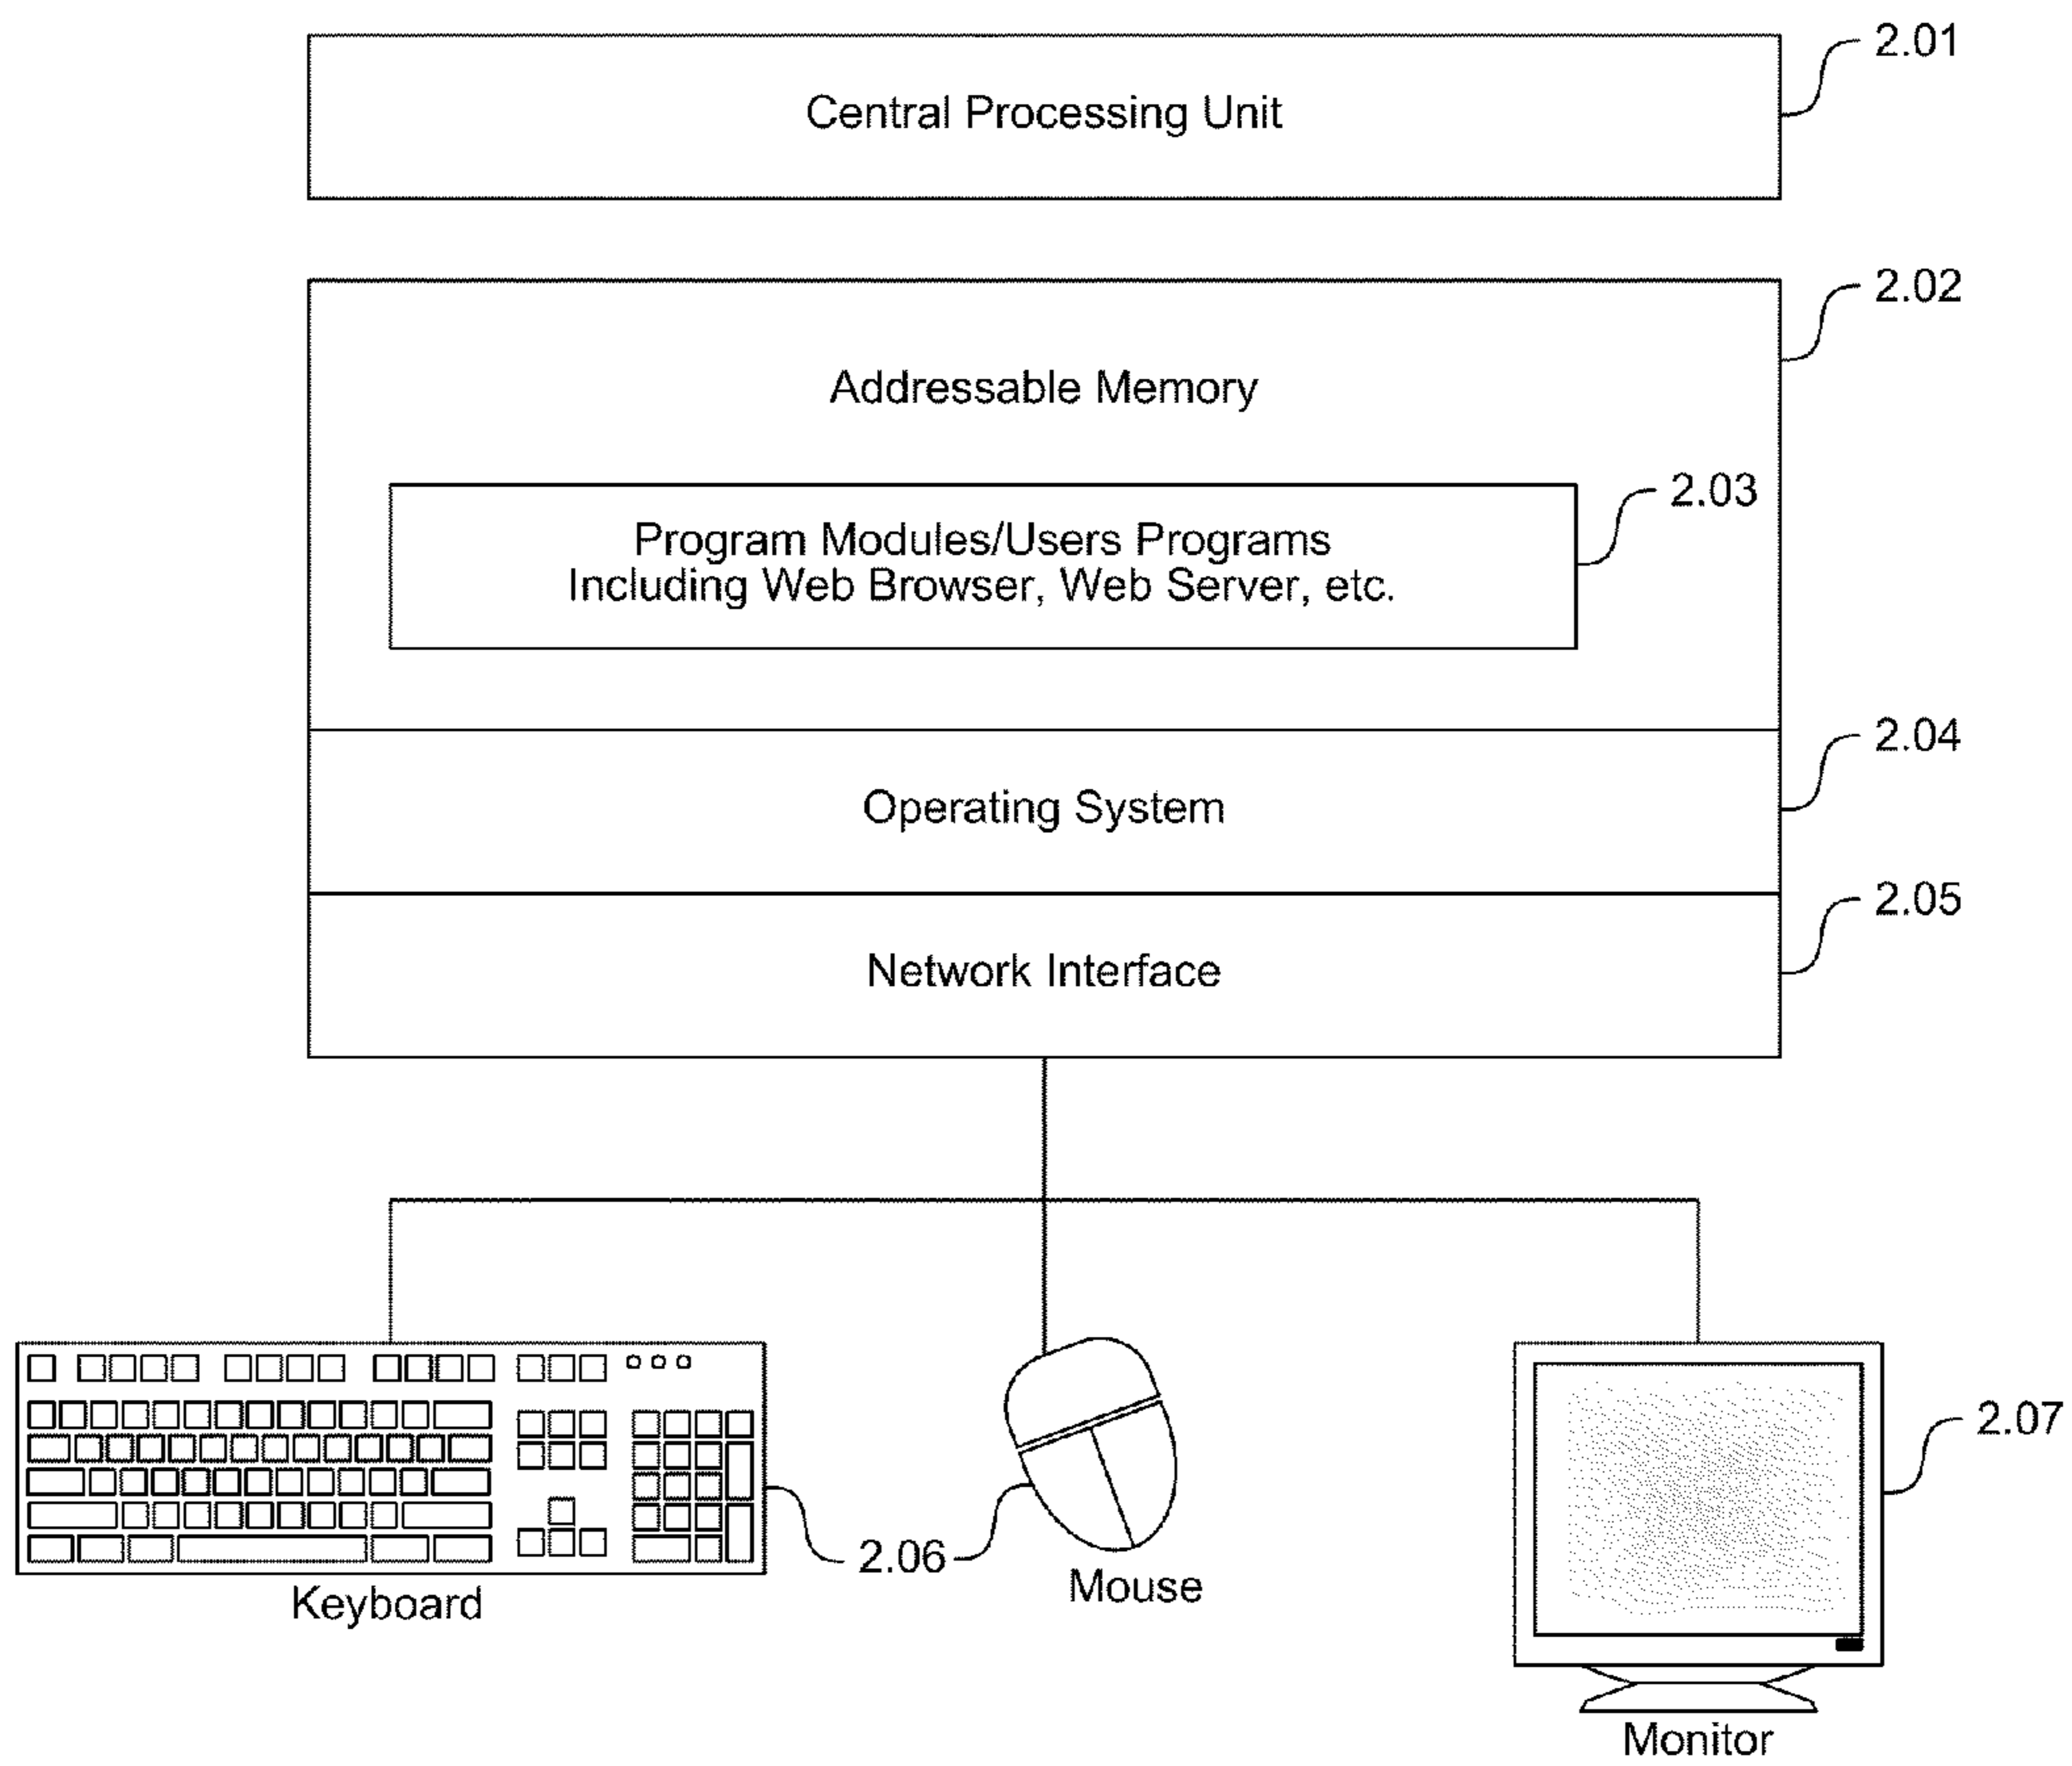 2.01
Central Processing Unit
2.02
Addressable Memory
2.03
Program Modules/Users Programs
Including Web Browser, Web Server, etc.
2.04
Operating System
2.05
Network Interface
2.07
2.06
Keyboard
Mouse
Monitor